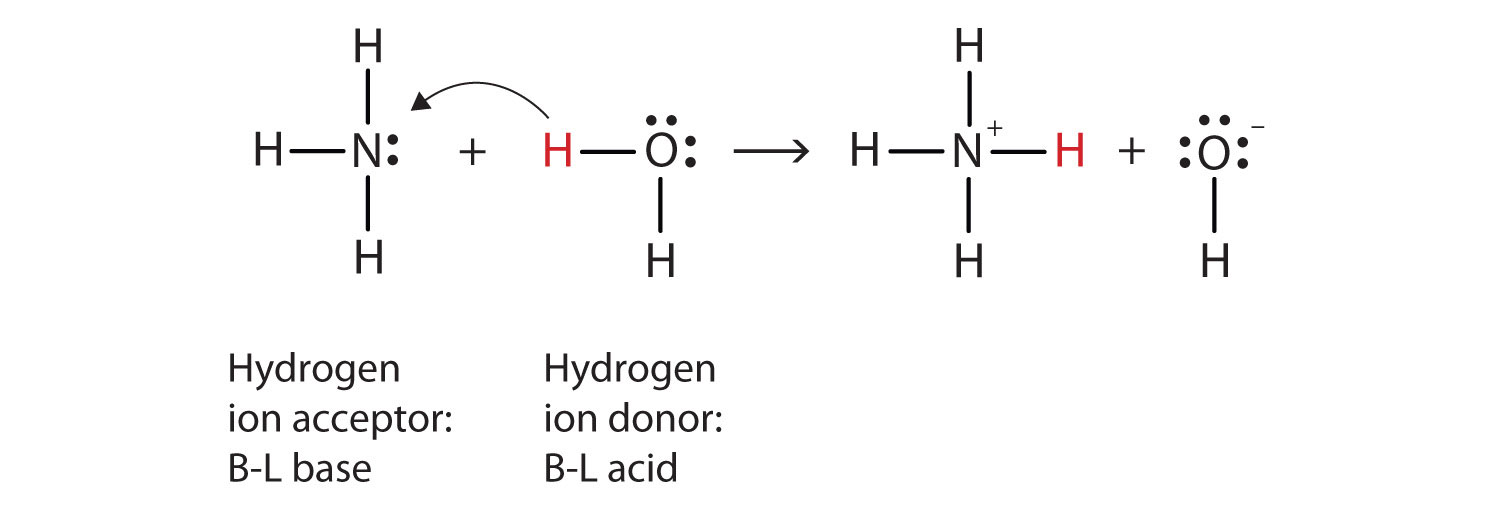 H H
H N: + H O: H N + H + :O: −
H H H H
Hydrogen Hydrogen
ion acceptor: ion donor:
B-L base B-L acid